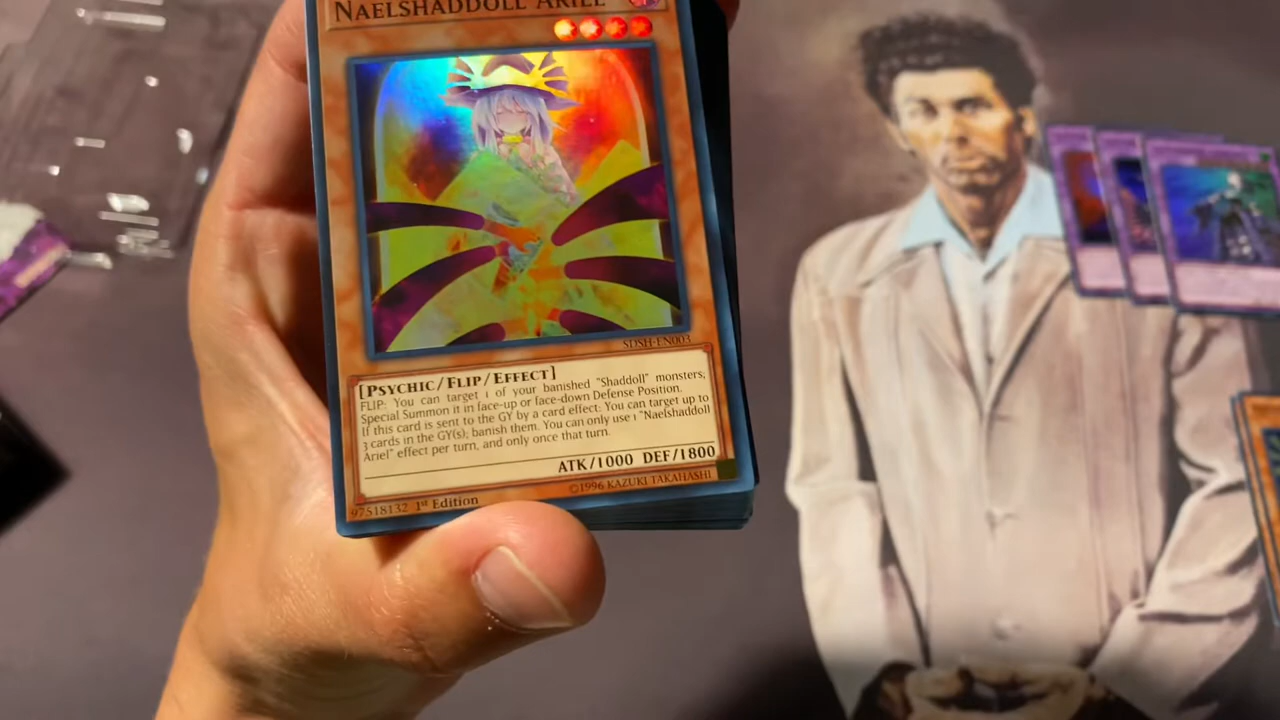 NAELSHADDOLL ARIEL
SDSH-EN003
[PSYCHIC/FLIP/EFFECT]
FLIP: You can target 1 of your banished "Shaddoll" monsters;
Special Summon it in face-up or face-down Defense Position.
If this card is sent to the GY by a card effect: You can target up to
3 cards in the GY(s); banish them. You can only use 1 "Naelshaddoll
Ariel" effect per turn, and only once that turn.
ATK/1000 DEF/1800
97518132 1st Edition ©1996 KAZUKI TAKAHASHI